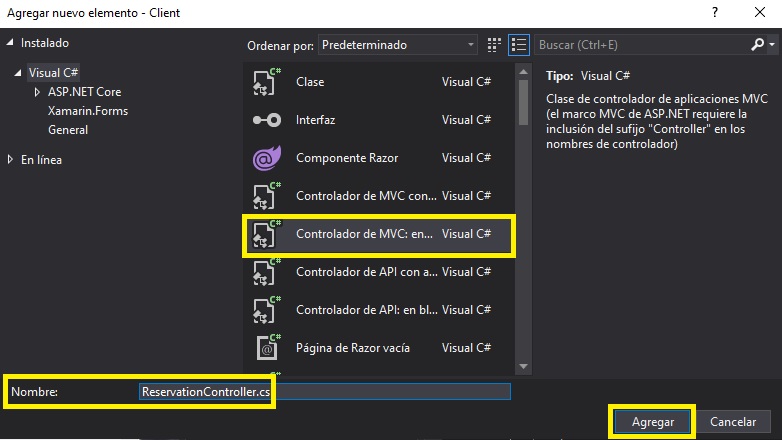 Agregar nuevo elemento - Client
? ×
Instalado
Visual C#
ASP.NET Core
Xamarin.Forms
General
En línea
Ordenar por: Predeterminado
Buscar (Ctrl+E)
C# Clase Visual C#
Interfaz Visual C#
Componente Razor Visual C#
C# Controlador de MVC con... Visual C#
C# Controlador de MVC: en... Visual C#
C# Controlador de API con a... Visual C#
C# Controlador de API: en bl... Visual C#
@ Página de Razor vacía Visual C#
Tipo: Visual C#
Clase de controlador de aplicaciones MVC
(el marco MVC de ASP.NET requiere la
inclusión del sufijo "Controller" en los
nombres de controlador)
Nombre: ReservationController.cs
Agregar Cancelar